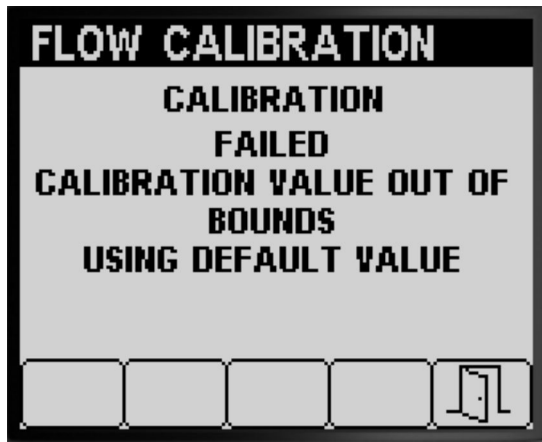 FLOW CALIBRATION
CALIBRATION
FAILED
CALIBRATION VALUE OUT OF
BOUNDS
USING DEFAULT VALUE